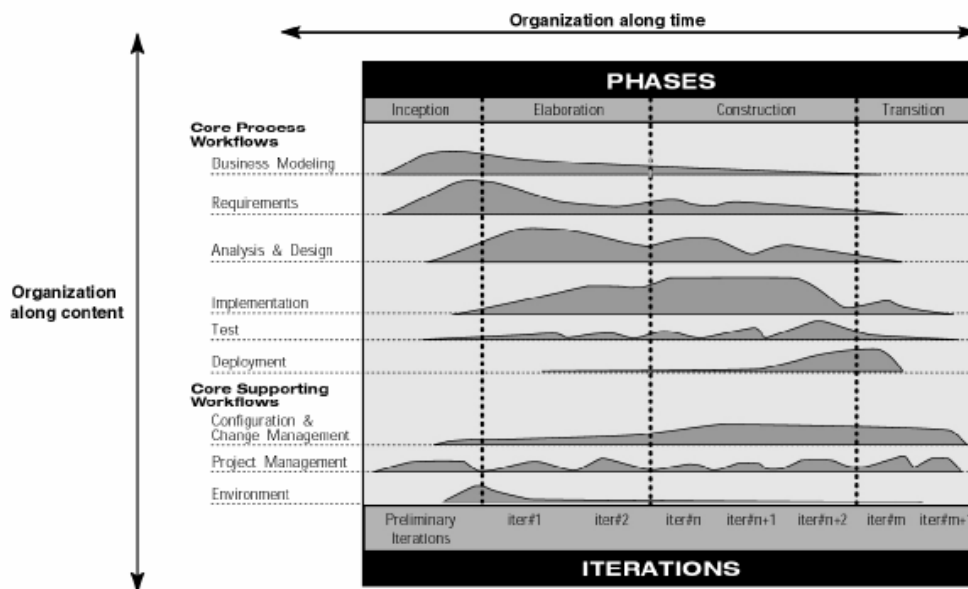 Organization along time
PHASES
Inception Elaboration Construction Transition
Core Process
Workflows
Business Modeling
Requirements
Analysis & Design
Organization
along content
Implementation
Test
Deployment
Core Supporting
Workflows
Configuration &
Change Management
Project Management
Environment
Preliminary
Iterations
iter#1 iter#2 iter#n iter#n+1 iter#n+2 iter#m iter#m+1
ITERATIONS